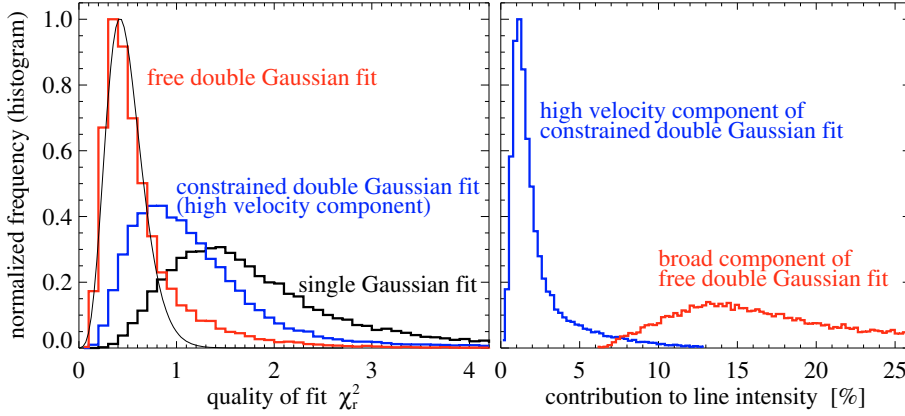 normalized frequency (histogram)
1.0
0.8
0.6
0.4
0.2
0.0
free double Gaussian fit
constrained double Gaussian fit
(high velocity component)
single Gaussian fit
0 1 2 3 4
quality of fit χ_r^2
high velocity component of
constrained double Gaussian fit
broad component of
free double Gaussian fit
0 5 10 15 20 25
contribution to line intensity [%]